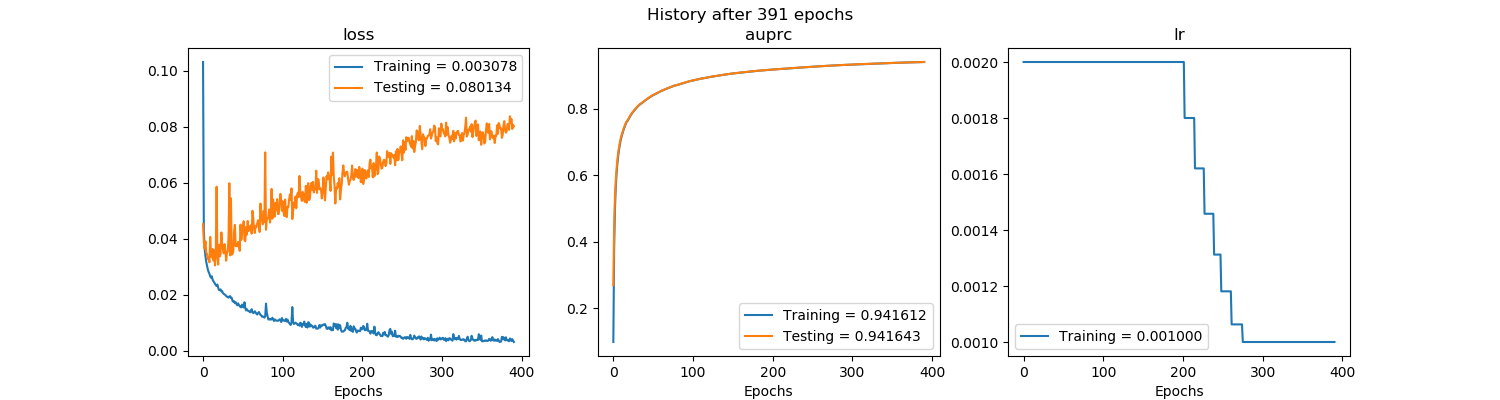 History after 391 epochs
loss
0.10
0.08
0.06
0.04
0.02
0.00
Training = 0.003078
Testing = 0.080134
0
100
200
300
400
Epochs
auprc
0.8
0.6
0.4
0.2
Training = 0.941612
Testing = 0.941643
0
100
200
300
400
Epochs
lr
0.0020
0.0018
0.0016
0.0014
0.0012
0.0010
Training = 0.001000
0
100
200
300
400
Epochs